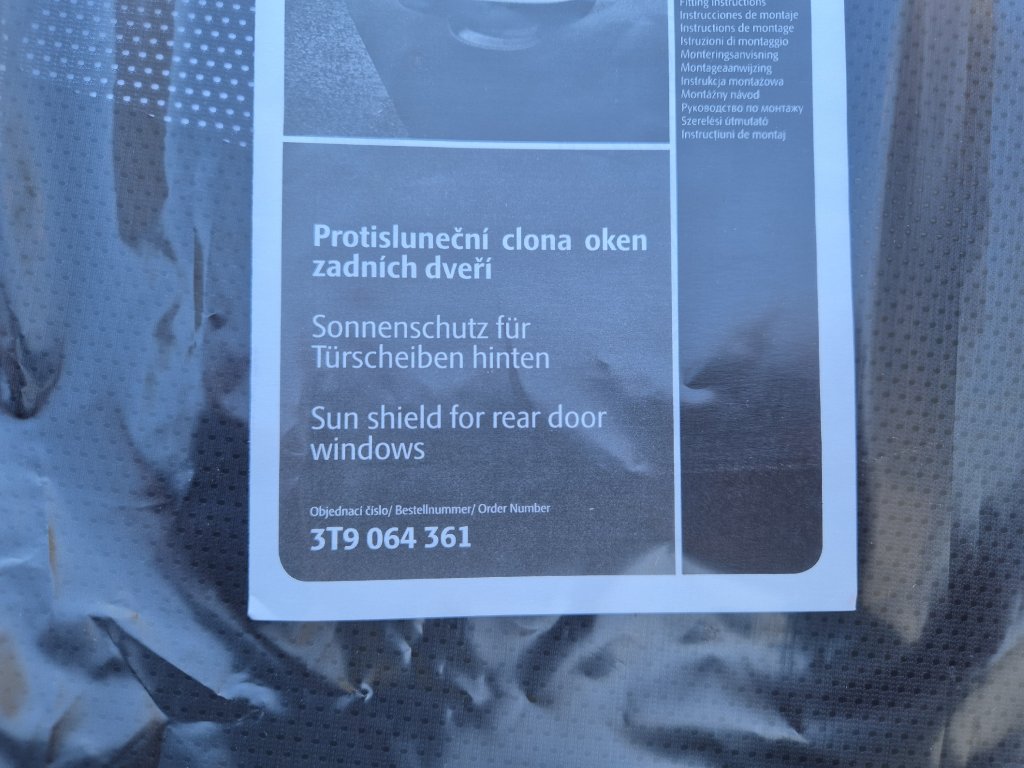 Fitting instructions
Instrucciones de montaje
Instructions de montage
Istruzioni di montaggio
Monteringsanvisning
Montageaanwijzing
Instrukcja montażowa
Montážny návod
Руководство по монтажу
Szerelési útmutató
Instrucțiuni de montaj
Protisluneční clona oken
zadních dveří
Sonnenschutz für
Türscheiben hinten
Sun shield for rear door
windows
Objednací číslo/ Bestellnummer/ Order Number
3T9 064 361